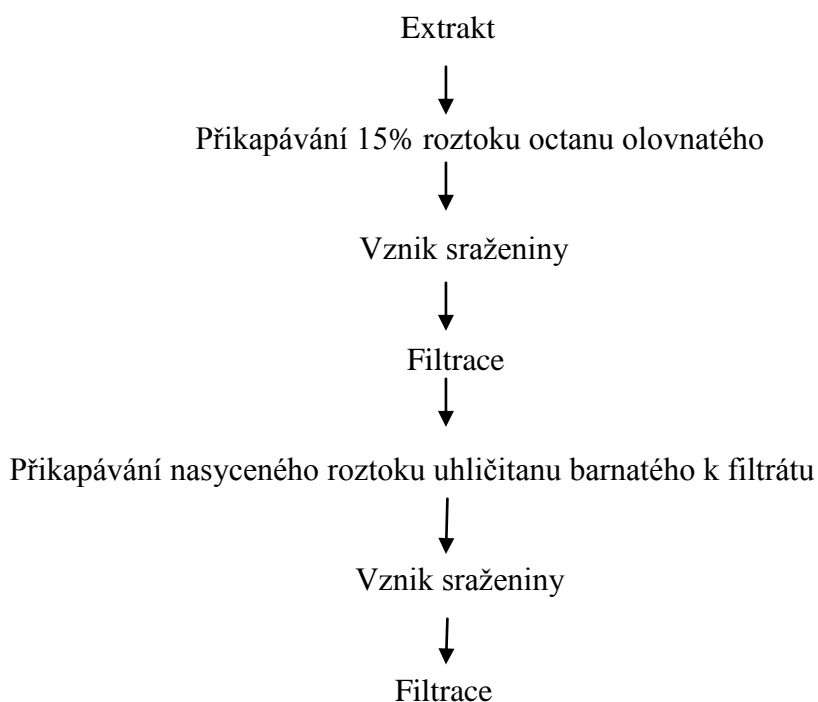 Extrakt
Přikapávání 15% roztoku octanu olovnatého
Vznik sraženiny
Filtrace
Přikapávání nasyceného roztoku uhličitanu barnatého k filtrátu
Vznik sraženiny
Filtrace